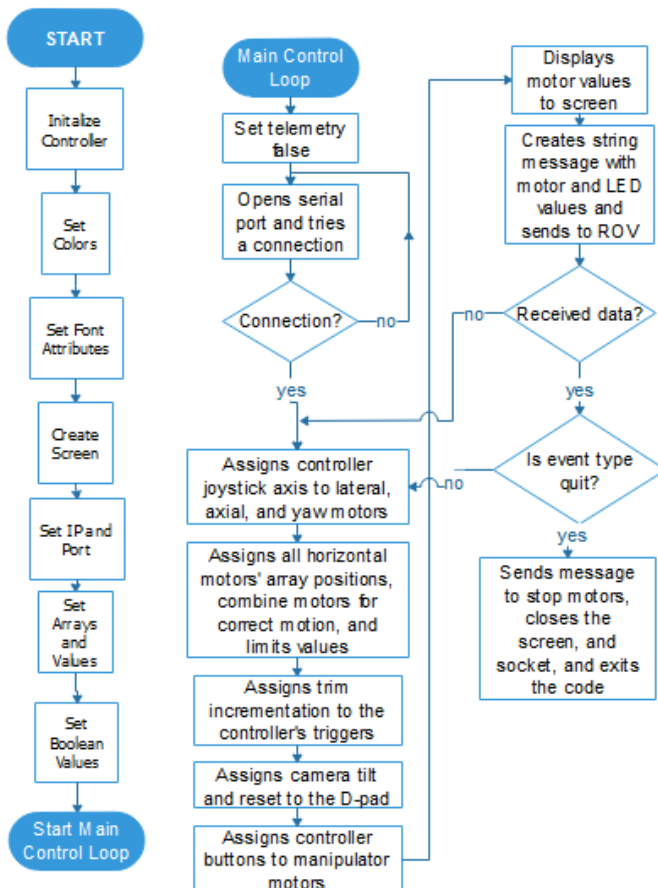 START
Initalize
Controller
Set
Colors
Set Font
Attributes
Create
Screen
Set IP and
Port
Set
Arrays
and
Values
Set
Boolean
Values
Start Main
Control Loop
Main Control
Loop
Set telemetry
false
Opens serial
port and tries
a connection
Connection?
no
yes
Assigns controller
joystick axis to lateral,
axial, and yaw motors
Assigns all horizontal
motors' array positions,
combine motors for
correct motion, and
limits values
Assigns trim
incrementation to the
controller's triggers
Assigns camera tilt
and reset to the D-pad
Assigns controller
buttons to manipulator
motors
Displays
motor values
to screen
Creates string
message with
motor and LED
values and
sends to ROV
Received data?
no
yes
Is event type
quit?
no
yes
Sends message
to stop motors,
closes the
screen, and
socket, and exits
the code